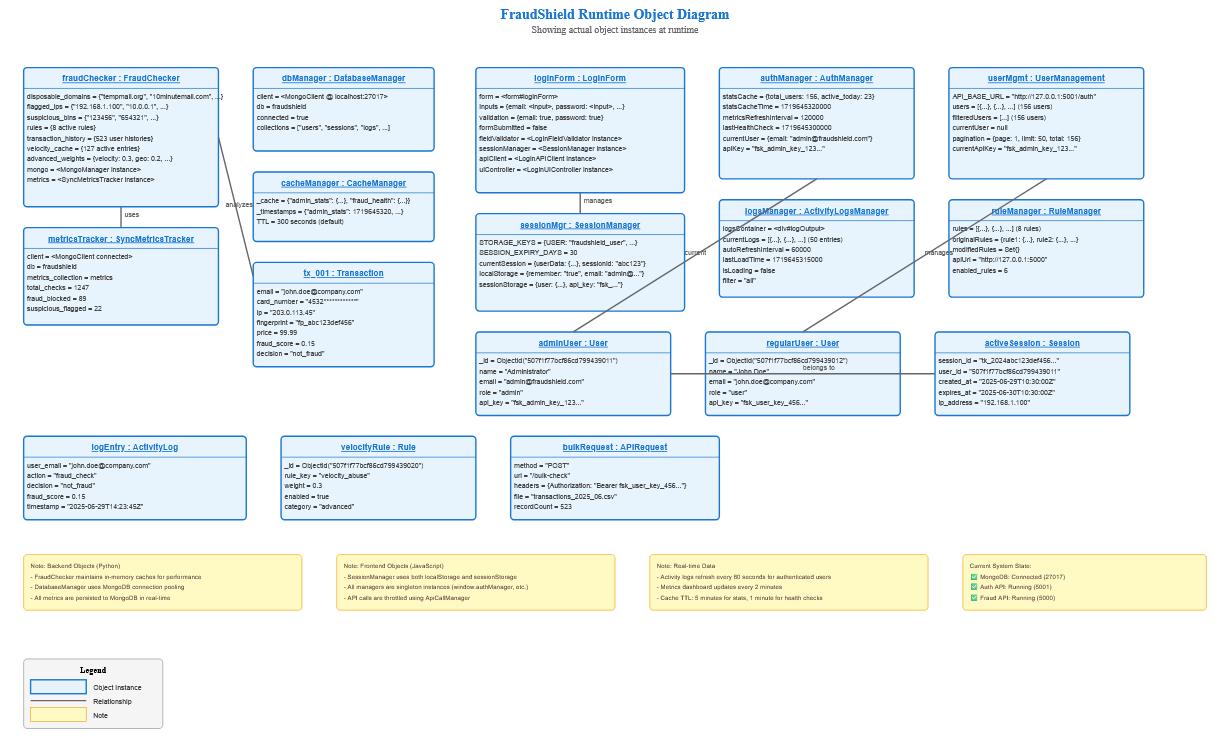 FraudShield Runtime Object Diagram
Showing actual object instances at runtime
fraudChecker : FraudChecker
disposable_domains = {"tempmail.org", "10minutemail.com", ...}
flagged_ips = {"192.168.1.100", "10.0.0.1", ...}
suspicious_bins = {"123456", "654321", ...}
rules = {8 active rules}
transaction_history = {523 user histories}
velocity_cache = {127 active entries}
advanced_weights = {velocity: 0.3, geo: 0.2, ...}
mongo = <MongoManager instance>
metrics = <SyncMetricsTracker instance>
uses
metricsTracker : SyncMetricsTracker
client = <MongoClient connected>
db = fraudshield
metrics_collection = metrics
total_checks = 1247
fraud_blocked = 89
suspicious_flagged = 22
analyzes
dbManager : DatabaseManager
client = <MongoClient @ localhost:27017>
db = fraudshield
connected = true
collections = ["users", "sessions", "logs", ...]
cacheManager : CacheManager
_cache = {"admin_stats": {...}, "fraud_health": {...}}
_timestamps = {"admin_stats": 1719645320, ...}
TTL = 300 seconds (default)
tx_001 : Transaction
email = "john.doe@company.com"
ip = "203.0.113.45"
fingerprint = "fp_abc123def456"
price = 99.99
fraud_score = 0.15
decision = "not_fraud"
loginForm : LoginForm
form = <form#loginForm>
inputs = {email: <input>, password: <input>, ...}
validation = {email: true, password: true}
formSubmitted = false
fieldValidator = <LoginFieldValidator instance>
sessionManager = <SessionManager instance>
apiClient = <LoginAPIClient instance>
uiController = <LoginUIController instance>
manages
sessionMgr : SessionManager
STORAGE_KEYS = {USER: "fraudshield_user", ...}
SESSION_EXPIRY_DAYS = 30
currentSession = {userData: {...}, sessionId: "abc123"}
localStorage = {remember: "true", email: "admin@..."}
sessionStorage = {user: {...}, api_key: "fsk_..."}
authManager : AuthManager
statsCache = {total_users: 156, active_today: 23}
statsCacheTime = 1719645320000
metricsRefreshInterval = 120000
lastHealthCheck = 1719645300000
currentUser = {email: "admin@fraudshield.com"}
apiKey = "fsk_admin_key_123..."
logsManager : ActivityLogsManager
logsContainer = <div#logOutput>
currentLogs = [{...}, {...}, ...] (50 entries)
autoRefreshInterval = 60000
lastLoadTime = 1719645315000
isLoading = false
filter = "all"
current
userMgmt : UserManagement
API_BASE_URL = "http://127.0.0.1:5001/auth"
users = [{...}, {...}, ...] (156 users)
filteredUsers = [...] (156 users)
currentUser = null
pagination = {page: 1, limit: 50, total: 156}
currentApiKey = "fsk_admin_key_123..."
ruleManager : RuleManager
rules = [{...}, {...}, ...] (8 rules)
originalRules = {rule1: {...}, rule2: {...}, ...}
modifiedRules = Set{}
apiUrl = "http://127.0.0.1:5000"
enabled_rules = 6
manages
adminUser : User
_id = ObjectId("507f1f77bcf86cd799439011")
name = "Administrator"
email = "admin@fraudshield.com"
role = "admin"
api_key = "fsk_admin_key_123..."
regularUser : User
_id = ObjectId("507f1f77bcf86cd799439012")
name = "John Doe"
email = "john.doe@company.com"
role = "user"
api_key = "fsk_user_key_456..."
belongs to
activeSession : Session
session_id = "tk_2024abc123def456..."
user_id = "507f1f77bcf86cd799439011"
created_at = "2025-06-29T10:30:00Z"
expires_at = "2025-06-30T10:30:00Z"
ip_address = "192.168.1.100"
logEntry : ActivityLog
user_email = "john.doe@company.com"
action = "fraud_check"
decision = "not_fraud"
fraud_score = 0.15
timestamp = "2025-06-29T14:23:45Z"
velocityRule : Rule
_id = ObjectId("507f1f77bcf86cd799439020")
rule_key = "velocity_abuse"
weight = 0.3
enabled = true
category = "advanced"
bulkRequest : APIRequest
method = "POST"
url = "/bulk-check"
headers = {Authorization: "Bearer fsk_user_key_456..."}
file = "transactions_2025_06.csv"
recordCount = 523
Note: Backend Objects (Python)
- FraudChecker maintains in-memory caches for performance
- DatabaseManager uses MongoDB connection pooling
- All metrics are persisted to MongoDB in real-time
Note: Frontend Objects (JavaScript)
- SessionManager uses both localStorage and sessionStorage
- All managers are singleton instances (window.authManager, etc.)
- API calls are throttled using ApiCallManager
Note: Real-time Data
- Activity logs refresh every 60 seconds for authenticated users
- Metrics dashboard updates every 2 minutes
- Cache TTL: 5 minutes for stats, 1 minute for health checks
Current System State:
✅ MongoDB: Connected (27017)
✅ Auth API: Running (5001)
✅ Fraud API: Running (5000)
Legend
Object Instance
Relationship
Note